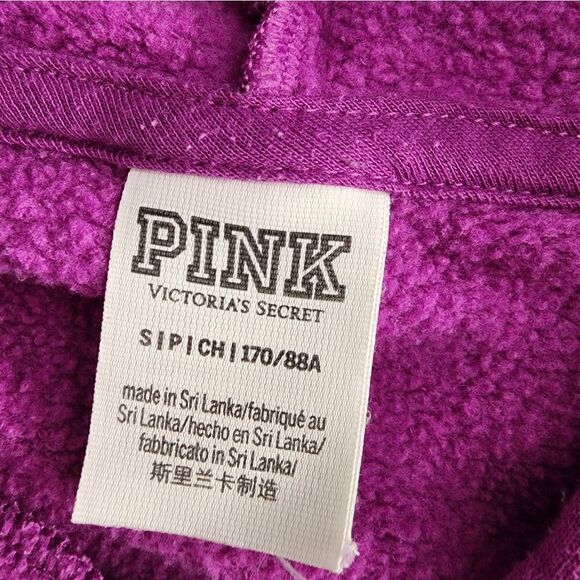 PINK
VICTORIA'S SECRET
S|P|CH|170/88A
made in Sri Lanka/fabriqué au
Sri Lanka/hecho en Sri Lanka/
fabbricato in Sri Lanka/
斯里兰卡制造